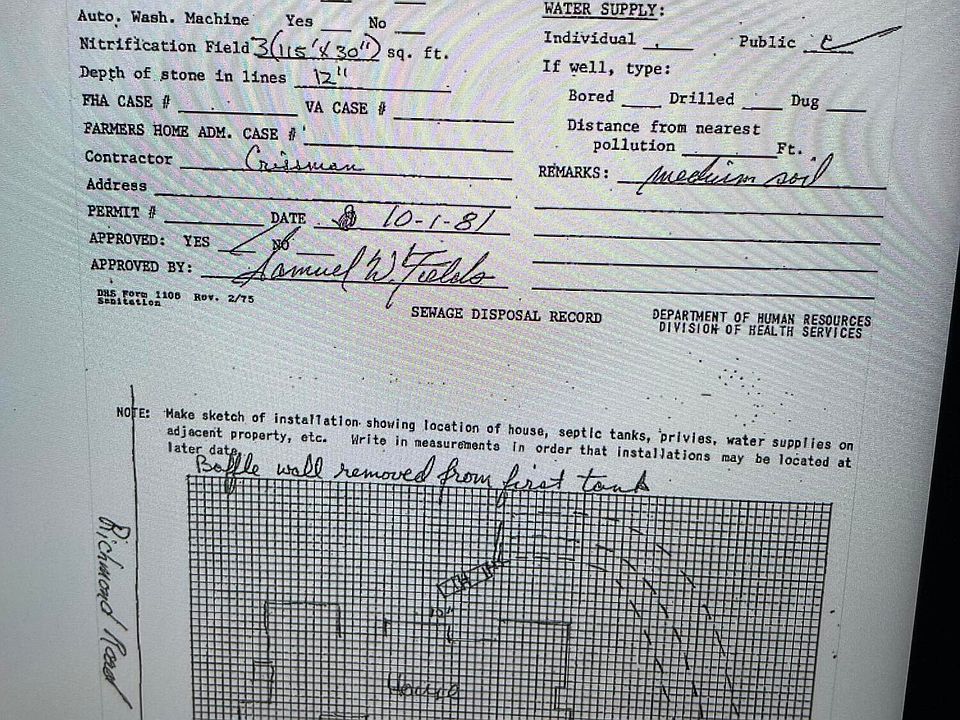 Auto. Wash. Machine Yes No
Nitrification Field 3(115'X30") sq. ft.
Depth of stone in lines 12"
FHA CASE # VA CASE #
FARMERS HOME ADM. CASE #
Contractor Crissman
Address
PERMIT # DATE 10-1-81
APPROVED: YES NO
APPROVED BY: Samuel W. Fields
DHS Form 1106 Rev. 2/75
Sanitation
WATER SUPPLY:
Individual Public
If well, type:
Bored Drilled Dug
Distance from nearest
pollution Ft.
REMARKS: medium soil
SEWAGE DISPOSAL RECORD
DEPARTMENT OF HUMAN RESOURCES
DIVISION OF HEALTH SERVICES
NOTE: Make sketch of installation showing location of house, septic tanks, privies, water supplies on
adjacent property, etc. Write in measurements in order that installations may be located at
later date.
Baffle wall removed from first tank
Richmond Road
House